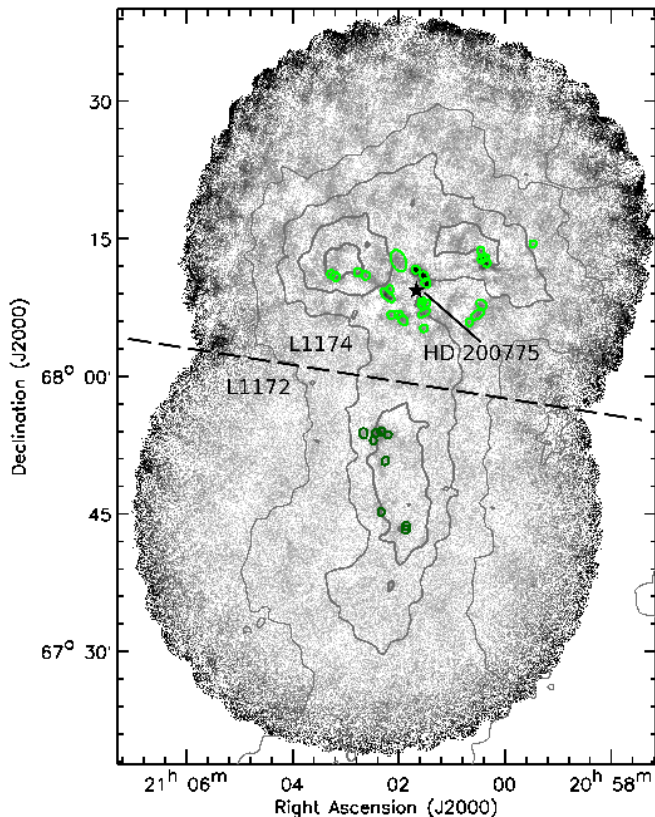 30
15
L1174
HD 200775
68° 00'
L1172
45
67° 30'
Declination (J2000)
21ʰ 06ᵐ
04
02
00
20ʰ 58ᵐ
Right Ascension (J2000)